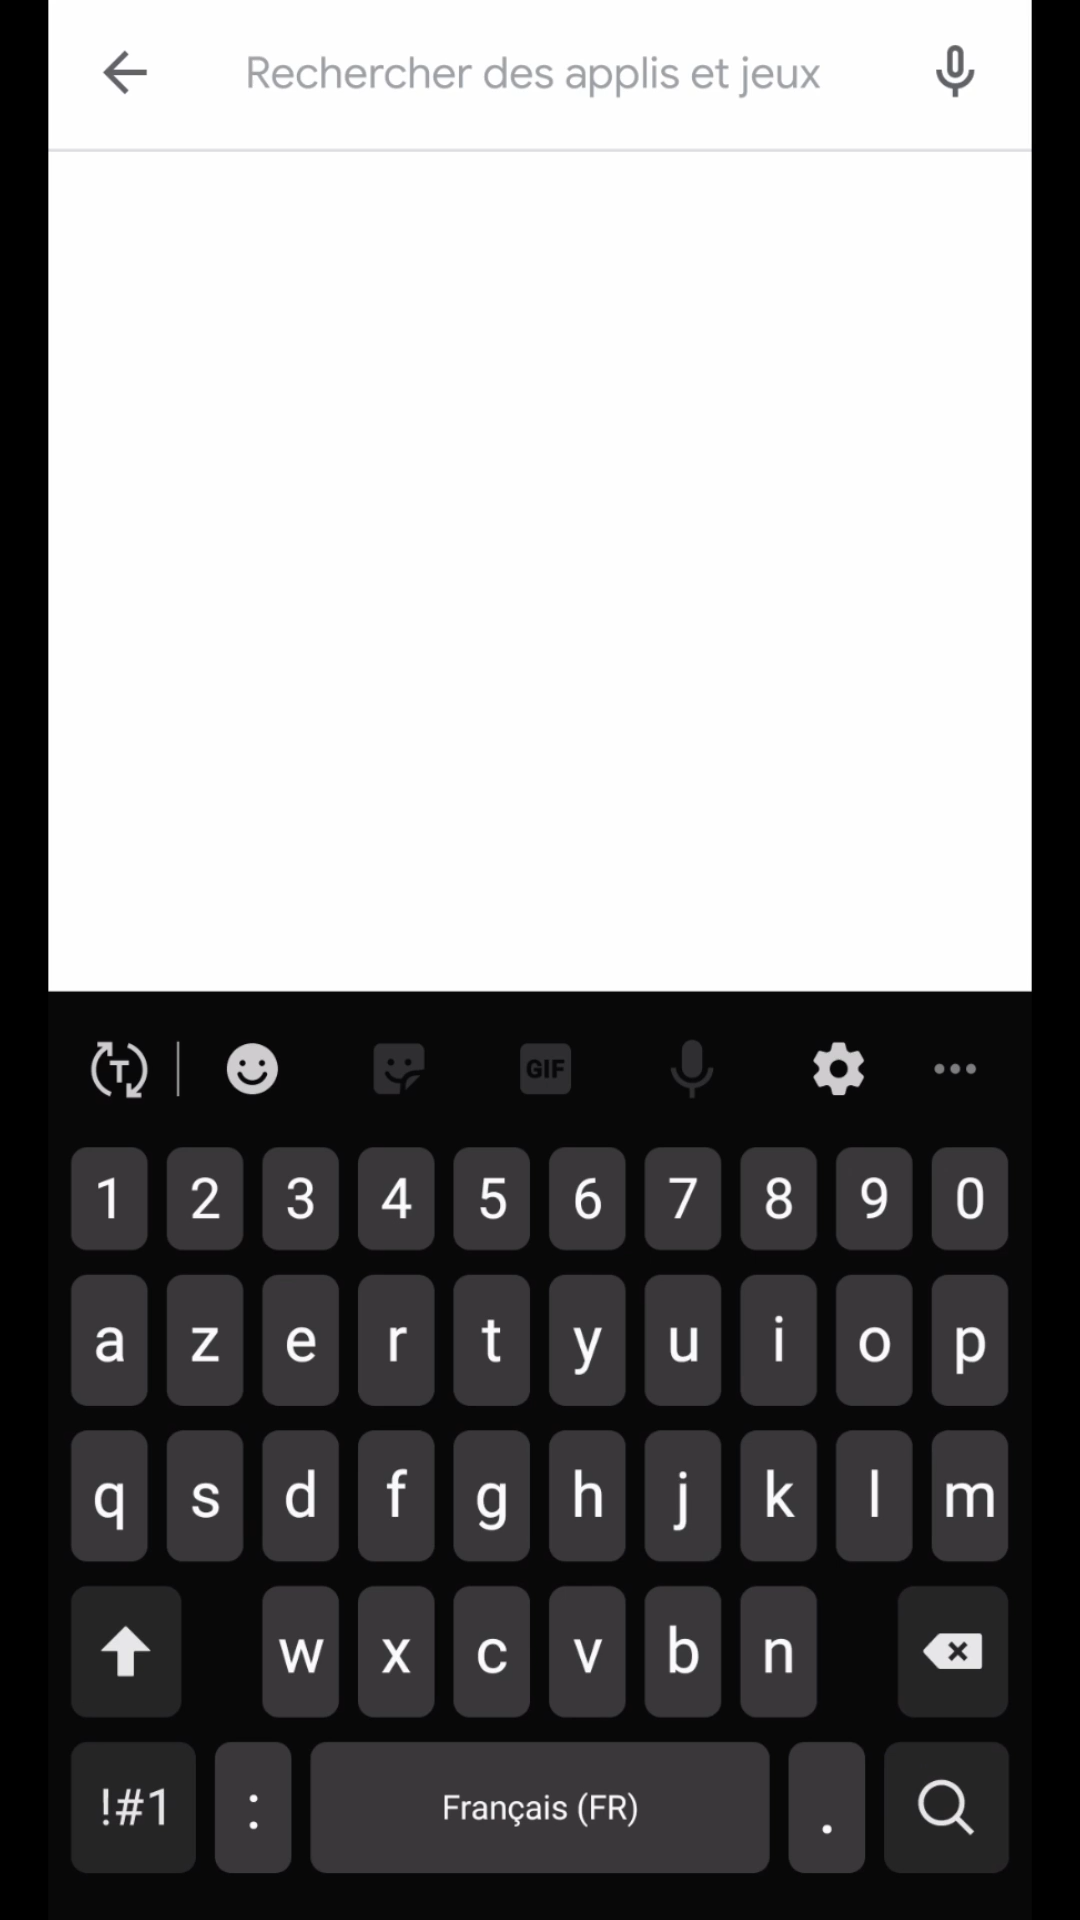 Rechercher des applis et jeux
T GIF
1 2 3 4 5 6 7 8 9 0
a z e r t y u i o p
q s d f g h j k l m
w x c v b n
!#1 : Français (FR) .